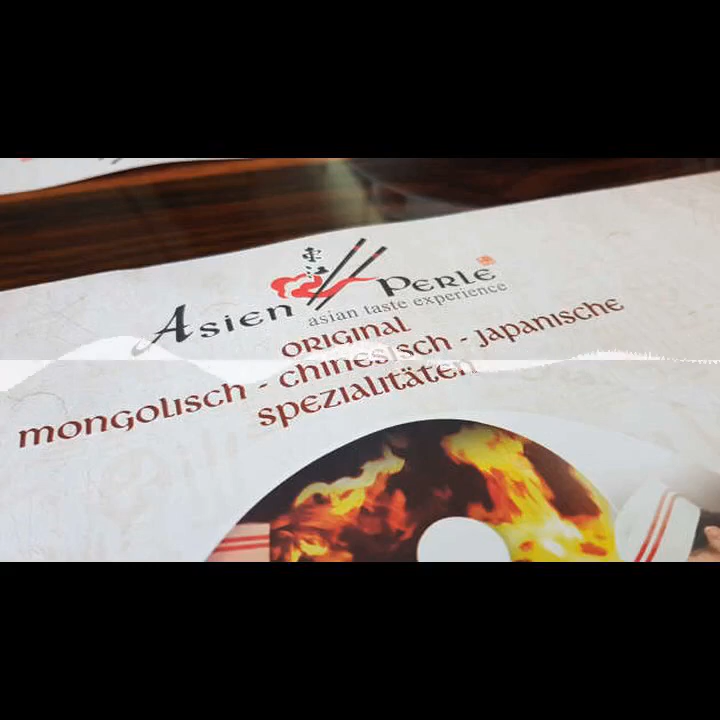 Asien Perle
asian taste experience
Original
Mongolisch - Chinesisch - Japanische
Spezialitäten